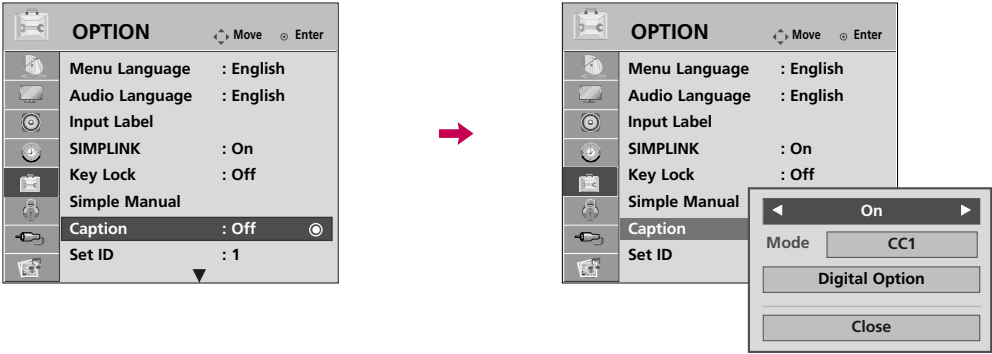 OPTION Move Enter
Menu Language : English
Audio Language : English
Input Label
SIMPLINK : On
Key Lock : Off
Simple Manual
Caption : Off
Set ID : 1
OPTION Move Enter
Menu Language : English
Audio Language : English
Input Label
SIMPLINK : On
Key Lock : Off
Simple Manual
Caption
Set ID
On
Mode CC1
Digital Option
Close